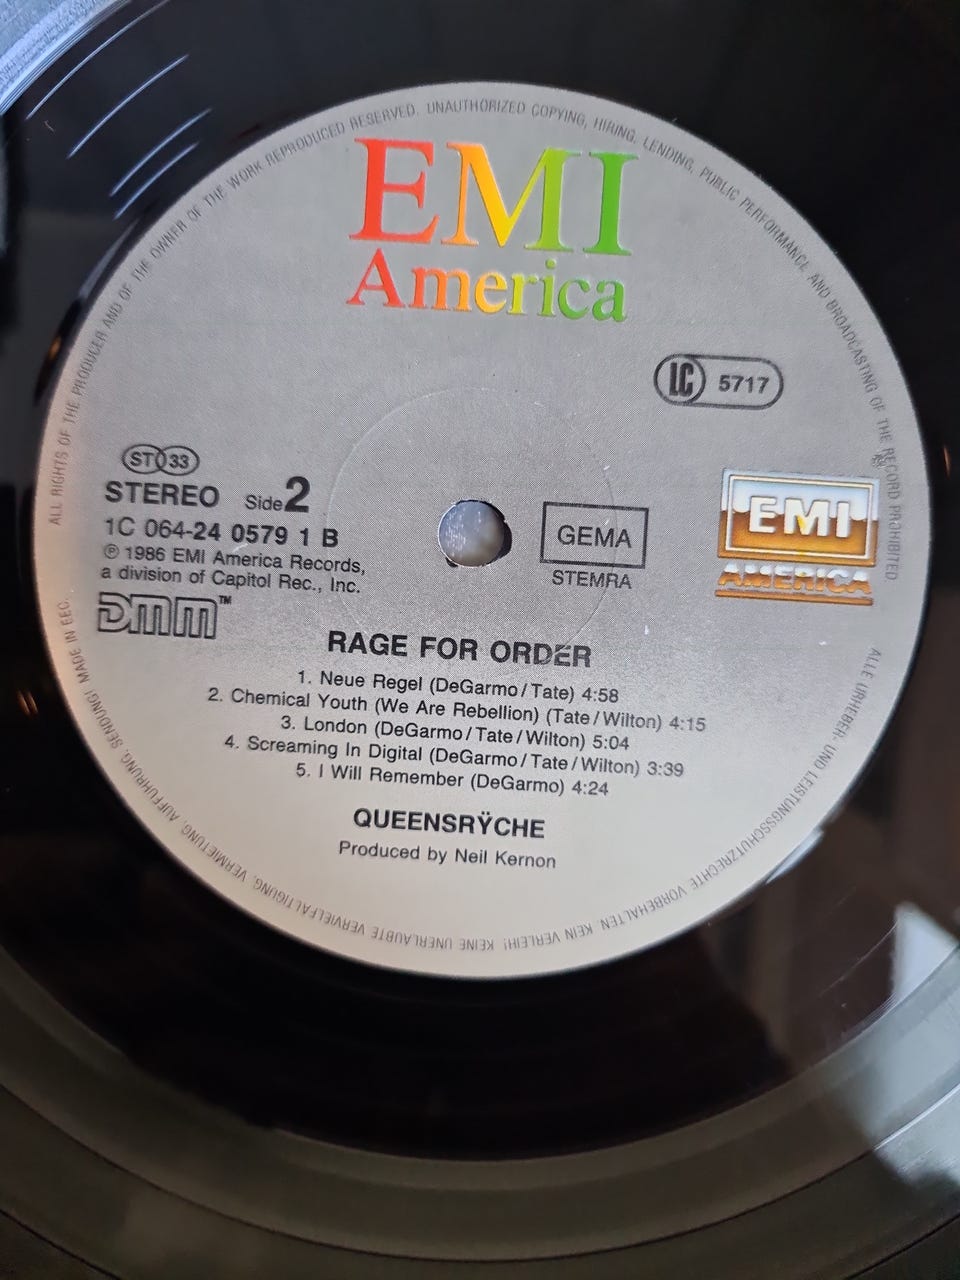 ALL RIGHTS OF THE PRODUCER AND OF THE OWNER OF THE WORK REPRODUCED RESERVED. UNAUTHORIZED COPYING, HIRING, LENDING, PUBLIC PERFORMANCE AND BROADCASTING OF THE RECORD PROHIBITED
EMI
America
LC 5717
ST 33
STEREO Side 2
1C 064-24 0579 1 B
℗ 1986 EMI America Records,
a division of Capitol Rec., Inc.
DMM™
GEMA
STEMRA
EMI
AMERICA
RAGE FOR ORDER
1. Neue Regel (DeGarmo/Tate) 4:58
2. Chemical Youth (We Are Rebellion) (Tate/Wilton) 4:15
3. London (DeGarmo/Tate/Wilton) 5:04
4. Screaming In Digital (DeGarmo/Tate/Wilton) 3:39
5. I Will Remember (DeGarmo) 4:24
QUEENSRŸCHE
Produced by Neil Kernon
ALLE URHEBER- UND LEISTUNGSSCHUTZRECHTE VORBEHALTEN. KEIN VERLEIH! KEINE UNERLAUBTE VERVIELFÄLTIGUNG, VERMIETUNG, AUFFÜHRUNG, SENDUNG! MADE IN EEC.